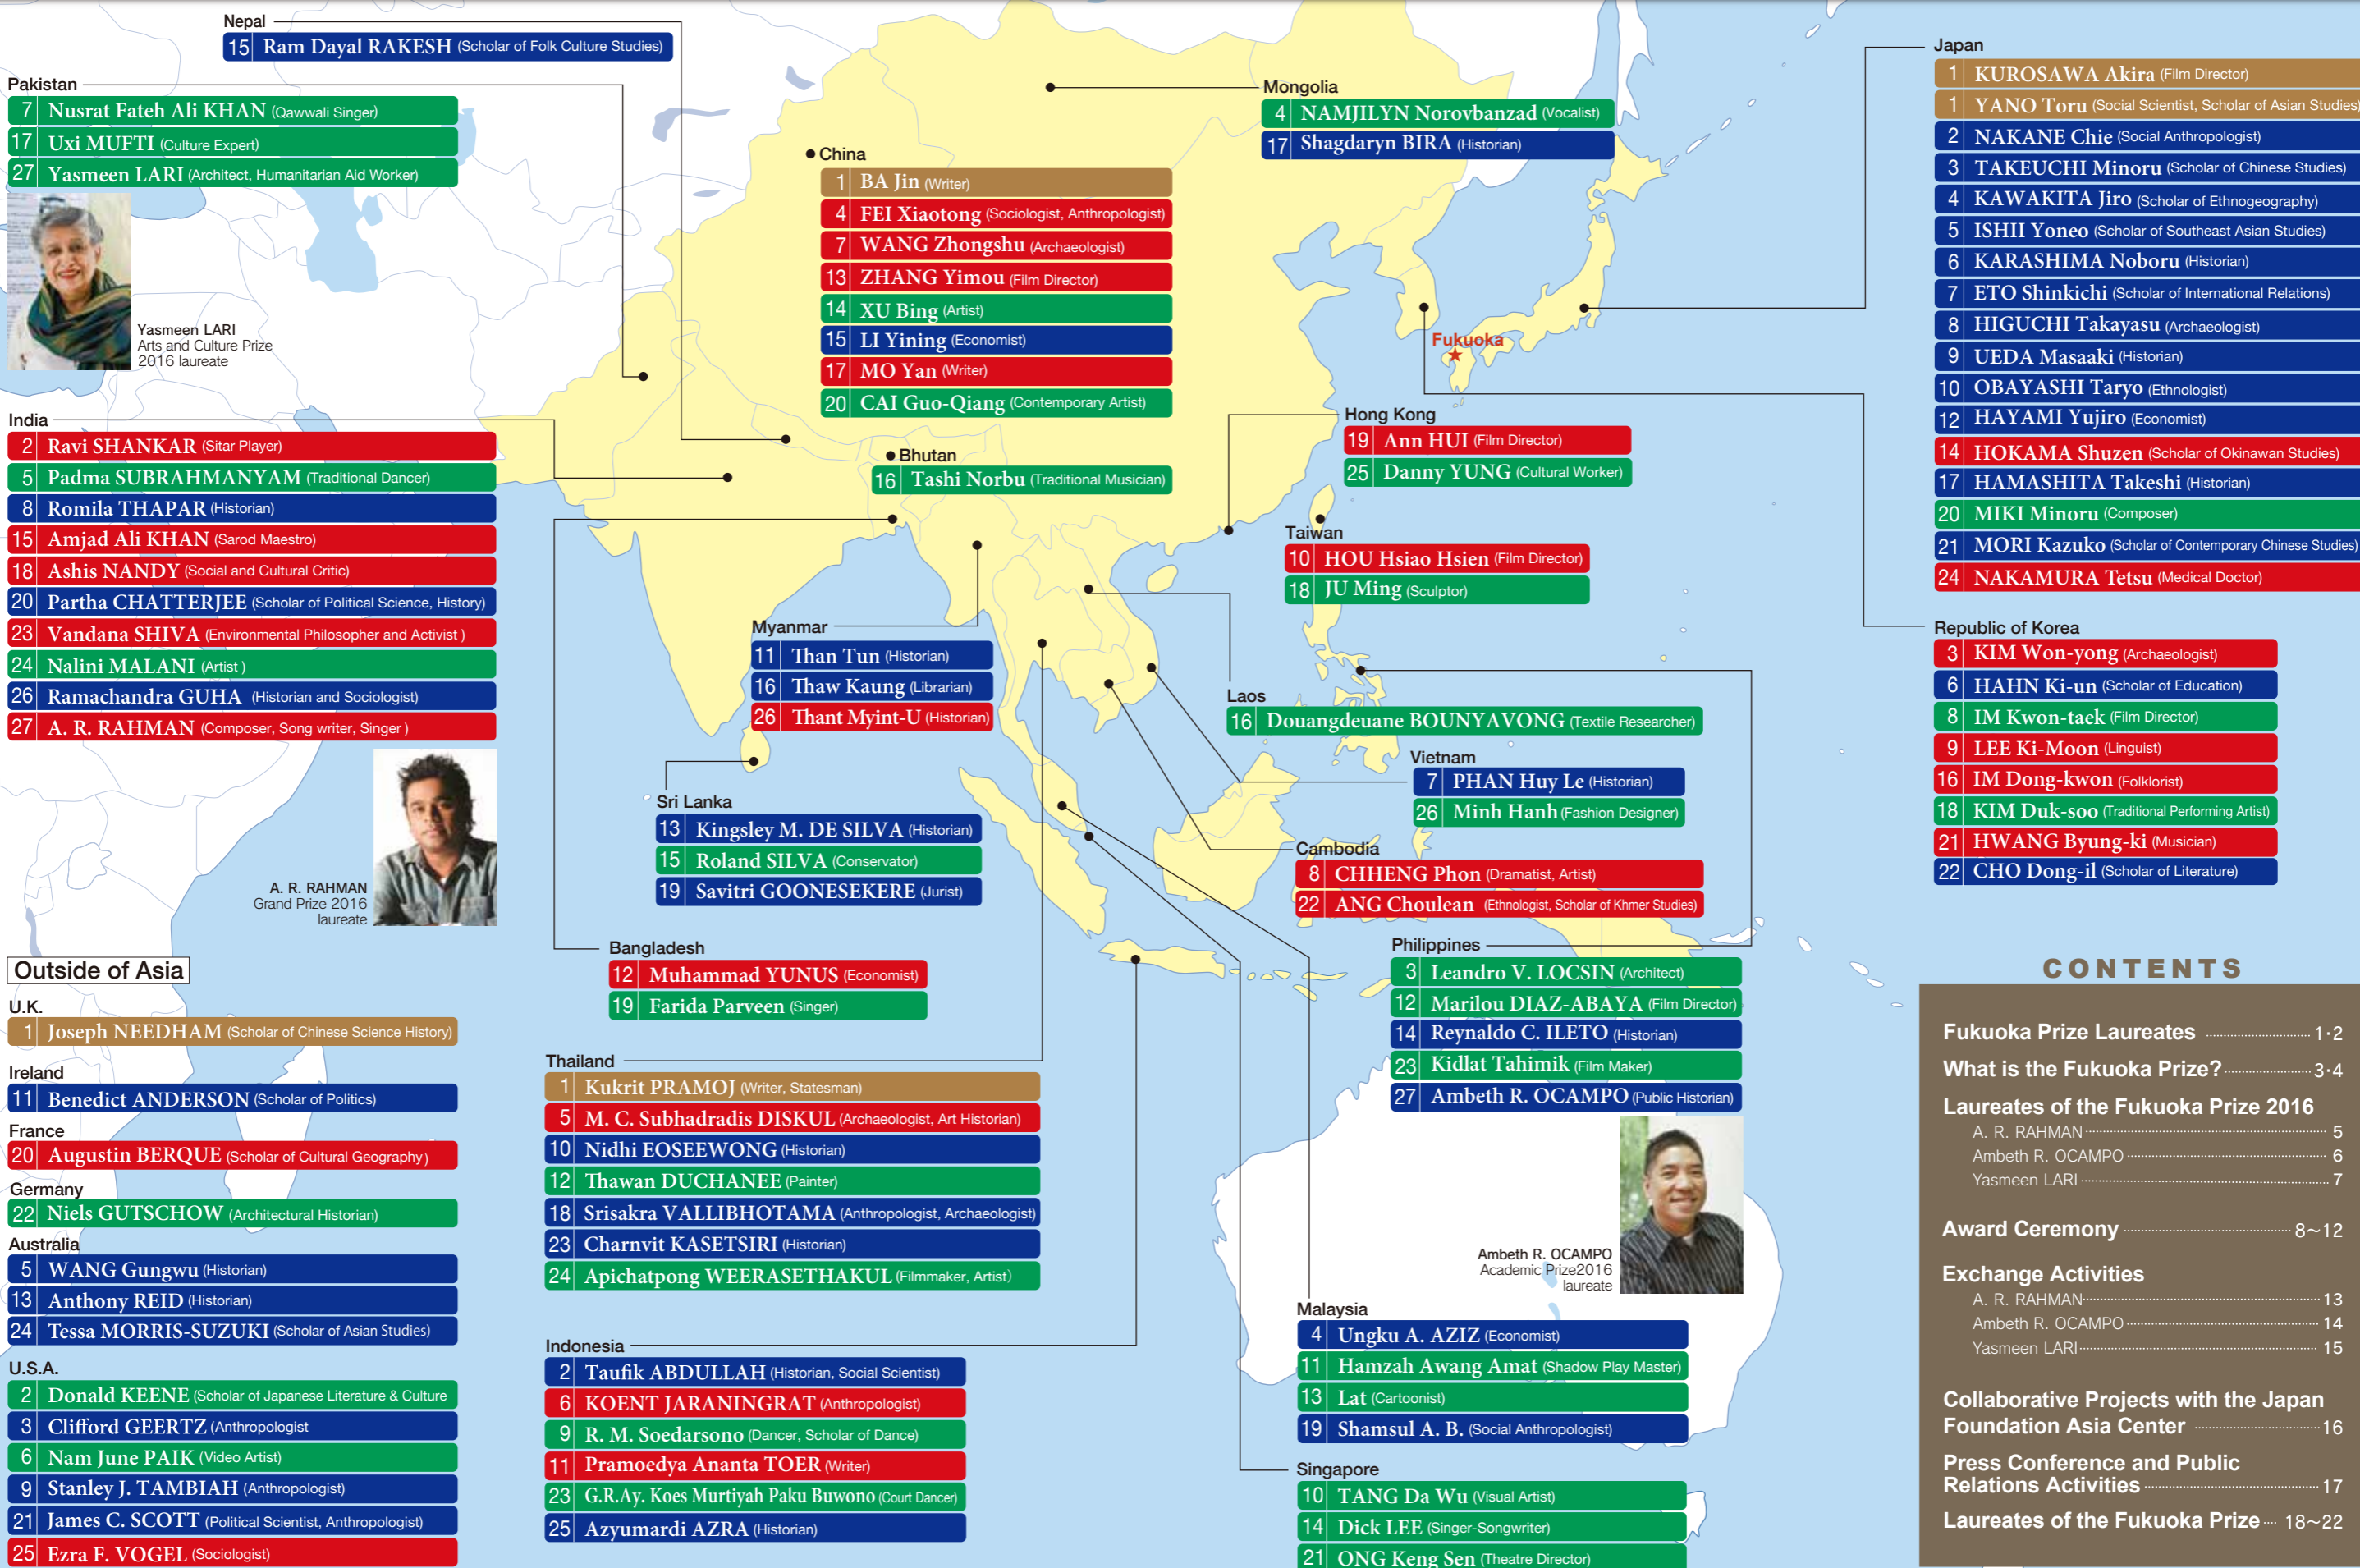 Nepal
15 Ram Dayal RAKESH (Scholar of Folk Culture Studies)
Pakistan
7 Nusrat Fateh Ali KHAN (Qawwali Singer)
17 Uxi MUFTI (Culture Expert)
27 Yasmeen LARI (Architect, Humanitarian Aid Worker)
Yasmeen LARI
Arts and Culture Prize
2016 laureate
India
2 Ravi SHANKAR (Sitar Player)
5 Padma SUBRAHMANYAM (Traditional Dancer)
8 Romila THAPAR (Historian)
15 Amjad Ali KHAN (Sarod Maestro)
18 Ashis NANDY (Social and Cultural Critic)
20 Partha CHATTERJEE (Scholar of Political Science, History)
23 Vandana SHIVA (Environmental Philosopher and Activist )
24 Nalini MALANI (Artist )
26 Ramachandra GUHA (Historian and Sociologist)
27 A. R. RAHMAN (Composer, Song writer, Singer )
A. R. RAHMAN
Grand Prize 2016
laureate
Outside of Asia
U.K.
1 Joseph NEEDHAM (Scholar of Chinese Science History)
Ireland
11 Benedict ANDERSON (Scholar of Politics)
France
20 Augustin BERQUE (Scholar of Cultural Geography)
Germany
22 Niels GUTSCHOW (Architectural Historian)
Australia
5 WANG Gungwu (Historian)
13 Anthony REID (Historian)
24 Tessa MORRIS-SUZUKI (Scholar of Asian Studies)
U.S.A.
2 Donald KEENE (Scholar of Japanese Literature & Culture
3 Clifford GEERTZ (Anthropologist
6 Nam June PAIK (Video Artist)
9 Stanley J. TAMBIAH (Anthropologist)
21 James C. SCOTT (Political Scientist, Anthropologist)
25 Ezra F. VOGEL (Sociologist)
China
1 BA Jin (Writer)
4 FEI Xiaotong (Sociologist, Anthropologist)
7 WANG Zhongshu (Archaeologist)
13 ZHANG Yimou (Film Director)
14 XU Bing (Artist)
15 LI Yining (Economist)
17 MO Yan (Writer)
20 CAI Guo-Qiang (Contemporary Artist)
Bhutan
16 Tashi Norbu (Traditional Musician)
Myanmar
11 Than Tun (Historian)
16 Thaw Kaung (Librarian)
26 Thant Myint-U (Historian)
Sri Lanka
13 Kingsley M. DE SILVA (Historian)
15 Roland SILVA (Conservator)
19 Savitri GOONESEKERE (Jurist)
Bangladesh
12 Muhammad YUNUS (Economist)
19 Farida Parveen (Singer)
Thailand
1 Kukrit PRAMOJ (Writer, Statesman)
5 M. C. Subhadradis DISKUL (Archaeologist, Art Historian)
10 Nidhi EOSEEWONG (Historian)
12 Thawan DUCHANEE (Painter)
18 Srisakra VALLIBHOTAMA (Anthropologist, Archaeologist)
23 Charnvit KASETSIRI (Historian)
24 Apichatpong WEERASETHAKUL (Filmmaker, Artist)
Indonesia
2 Taufik ABDULLAH (Historian, Social Scientist)
6 KOENT JARANINGRAT (Anthropologist)
9 R. M. Soedarsono (Dancer, Scholar of Dance)
11 Pramoedya Ananta TOER (Writer)
23 G.R.Ay. Koes Murtiyah Paku Buwono (Court Dancer)
25 Azyumardi AZRA (Historian)
Mongolia
4 NAMJILYN Norovbanzad (Vocalist)
17 Shagdaryn BIRA (Historian)
Fukuoka
Hong Kong
19 Ann HUI (Film Director)
25 Danny YUNG (Cultural Worker)
Taiwan
10 HOU Hsiao Hsien (Film Director)
18 JU Ming (Sculptor)
Laos
16 Douangdeuane BOUNYAVONG (Textile Researcher)
Vietnam
7 PHAN Huy Le (Historian)
26 Minh Hanh (Fashion Designer)
Cambodia
8 CHHENG Phon (Dramatist, Artist)
22 ANG Choulean (Ethnologist, Scholar of Khmer Studies)
Philippines
3 Leandro V. LOCSIN (Architect)
12 Marilou DIAZ-ABAYA (Film Director)
14 Reynaldo C. ILETO (Historian)
23 Kidlat Tahimik (Film Maker)
27 Ambeth R. OCAMPO (Public Historian)
Ambeth R. OCAMPO
Academic Prize2016
laureate
Malaysia
4 Ungku A. AZIZ (Economist)
11 Hamzah Awang Amat (Shadow Play Master)
13 Lat (Cartoonist)
19 Shamsul A. B. (Social Anthropologist)
Singapore
10 TANG Da Wu (Visual Artist)
14 Dick LEE (Singer-Songwriter)
21 ONG Keng Sen (Theatre Director)
Japan
1 KUROSAWA Akira (Film Director)
1 YANO Toru (Social Scientist, Scholar of Asian Studies)
2 NAKANE Chie (Social Anthropologist)
3 TAKEUCHI Minoru (Scholar of Chinese Studies)
4 KAWAKITA Jiro (Scholar of Ethnogeography)
5 ISHII Yoneo (Scholar of Southeast Asian Studies)
6 KARASHIMA Noboru (Historian)
7 ETO Shinkichi (Scholar of International Relations)
8 HIGUCHI Takayasu (Archaeologist)
9 UEDA Masaaki (Historian)
10 OBAYASHI Taryo (Ethnologist)
12 HAYAMI Yujiro (Economist)
14 HOKAMA Shuzen (Scholar of Okinawan Studies)
17 HAMASHITA Takeshi (Historian)
20 MIKI Minoru (Composer)
21 MORI Kazuko (Scholar of Contemporary Chinese Studies)
24 NAKAMURA Tetsu (Medical Doctor)
Republic of Korea
3 KIM Won-yong (Archaeologist)
6 HAHN Ki-un (Scholar of Education)
8 IM Kwon-taek (Film Director)
9 LEE Ki-Moon (Linguist)
16 IM Dong-kwon (Folklorist)
18 KIM Duk-soo (Traditional Performing Artist)
21 HWANG Byung-ki (Musician)
22 CHO Dong-il (Scholar of Literature)
CONTENTS
Fukuoka Prize Laureates 1·2
What is the Fukuoka Prize? 3·4
Laureates of the Fukuoka Prize 2016
A. R. RAHMAN 5
Ambeth R. OCAMPO 6
Yasmeen LARI 7
Award Ceremony 8~12
Exchange Activities
A. R. RAHMAN 13
Ambeth R. OCAMPO 14
Yasmeen LARI 15
Collaborative Projects with the Japan
Foundation Asia Center 16
Press Conference and Public
Relations Activities 17
Laureates of the Fukuoka Prize 18~22